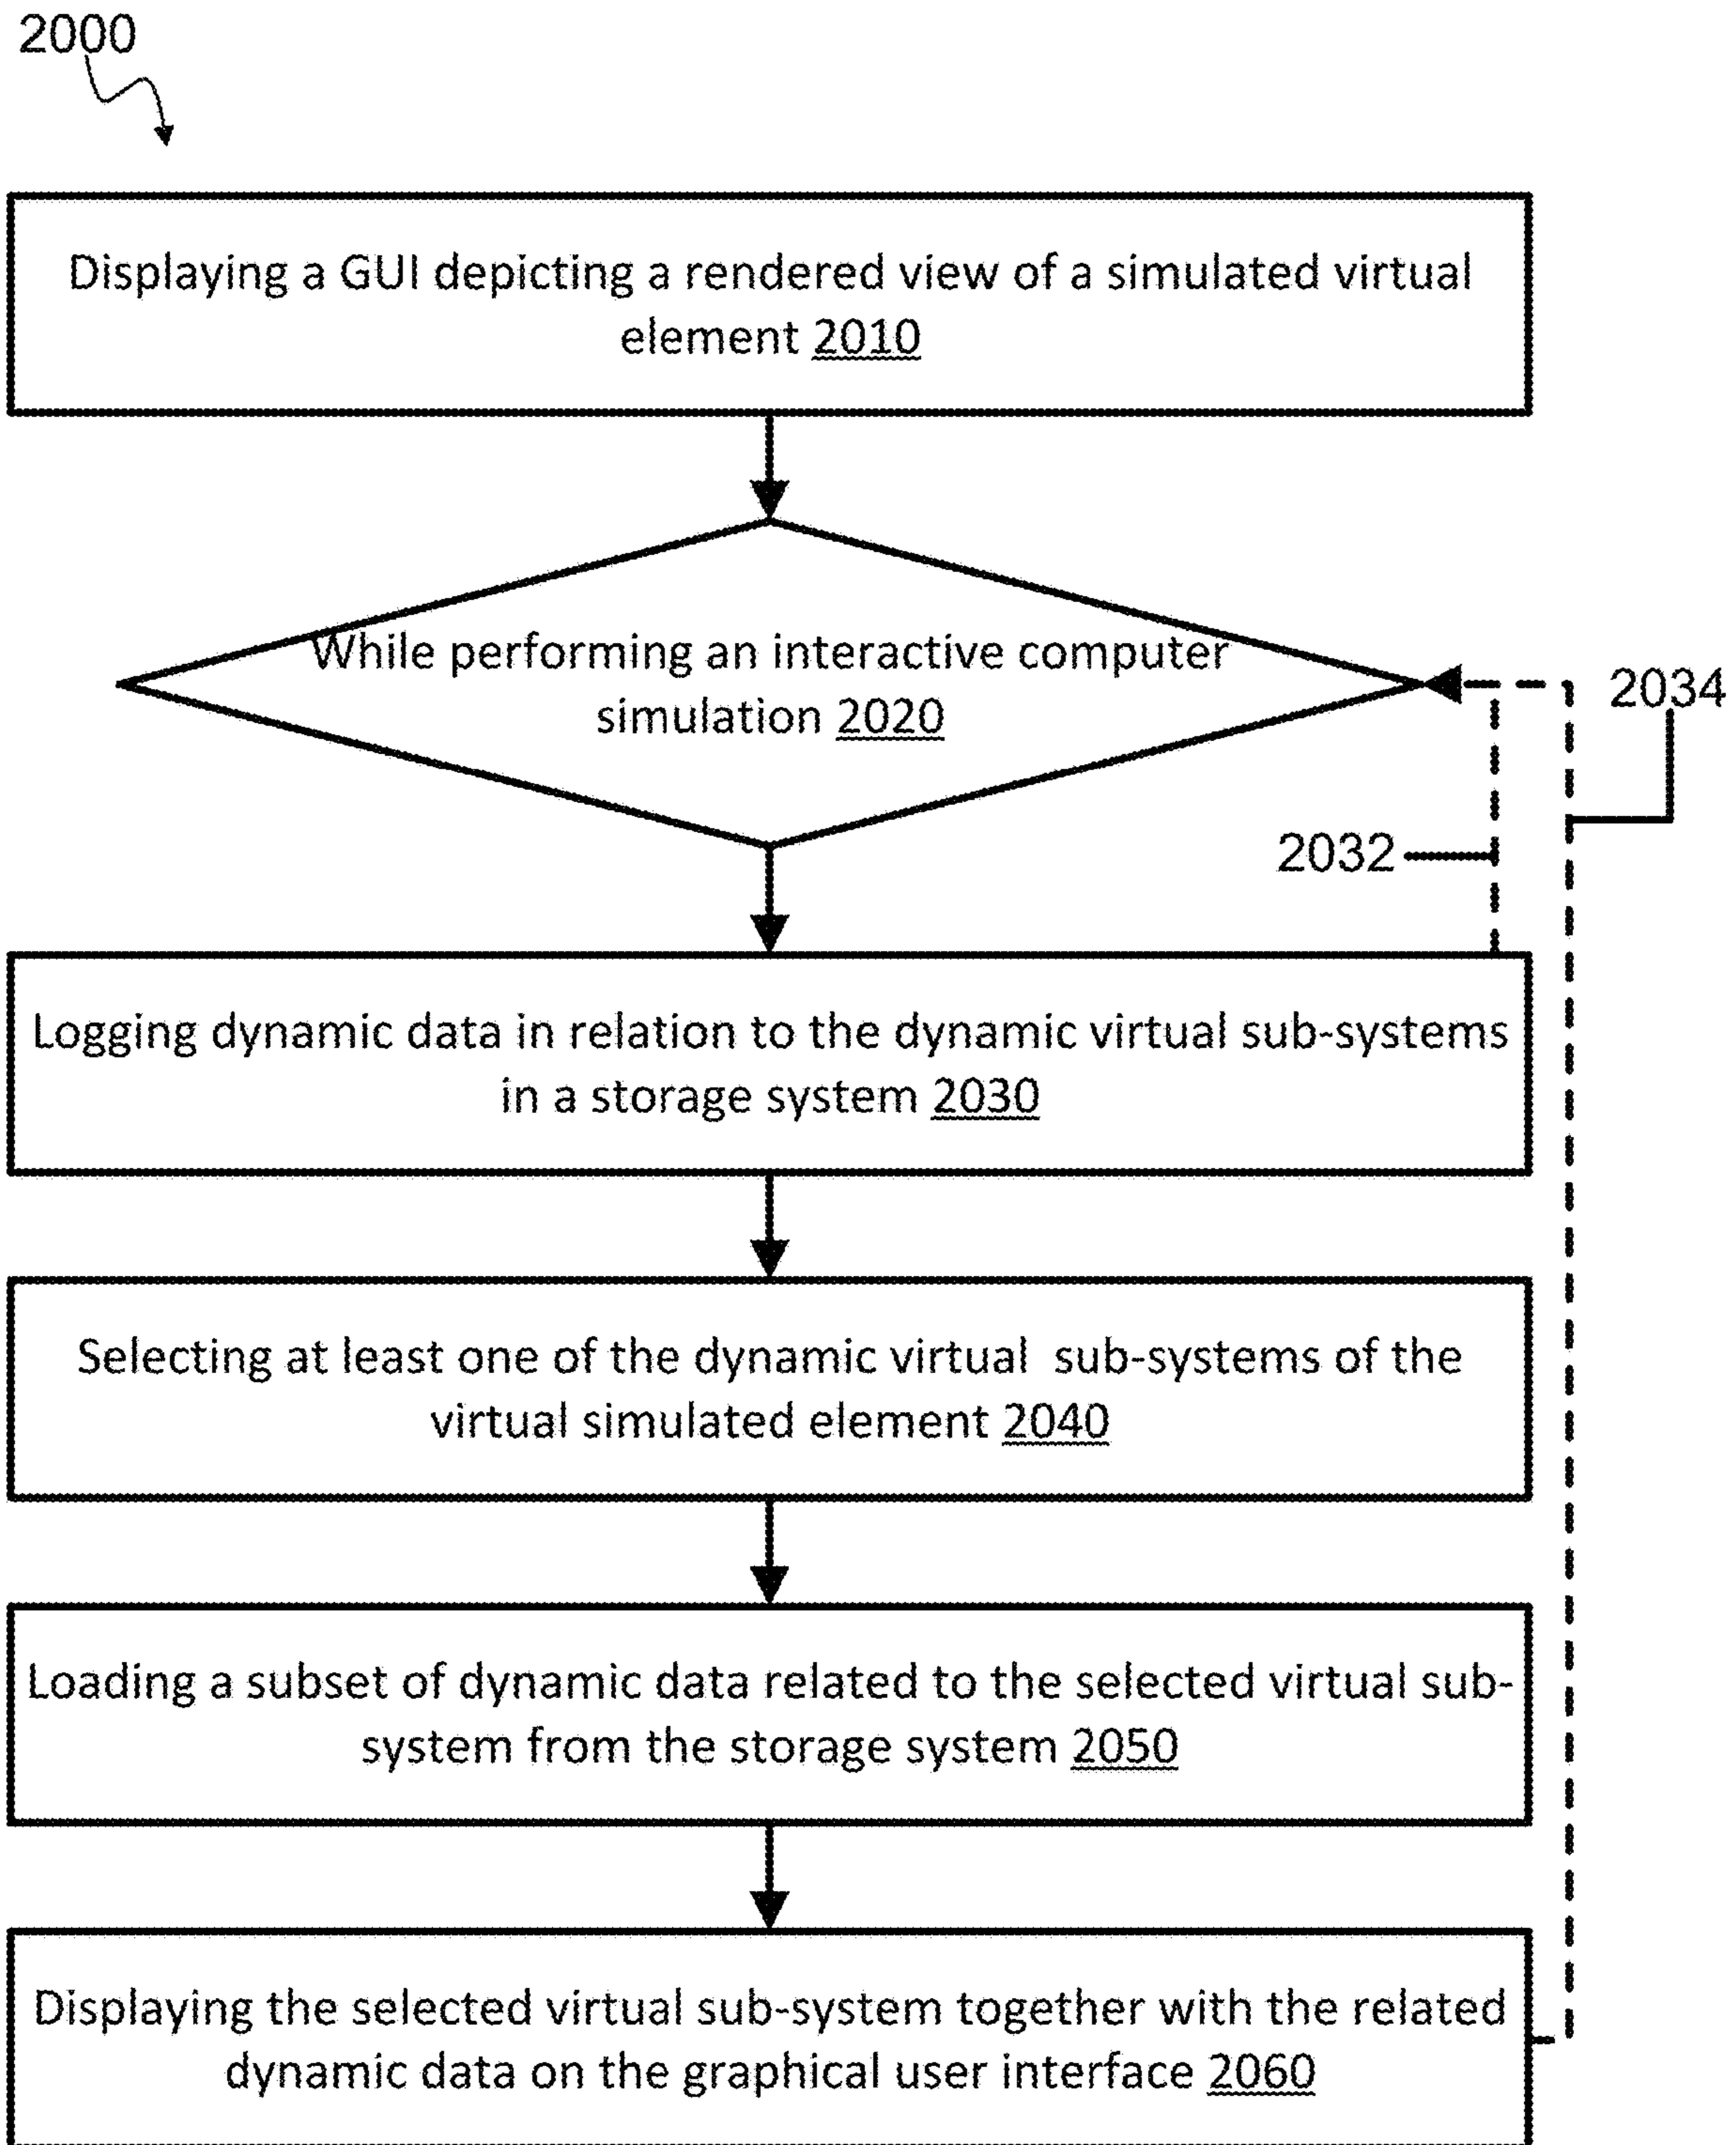 2000
Displaying a GUI depicting a rendered view of a simulated virtual
element 2010
While performing an interactive computer
simulation 2020
2034
2032
Logging dynamic data in relation to the dynamic virtual sub-systems
in a storage system 2030
Selecting at least one of the dynamic virtual sub-systems of the
virtual simulated element 2040
Loading a subset of dynamic data related to the selected virtual sub-
system from the storage system 2050
Displaying the selected virtual sub-system together with the related
dynamic data on the graphical user interface 2060